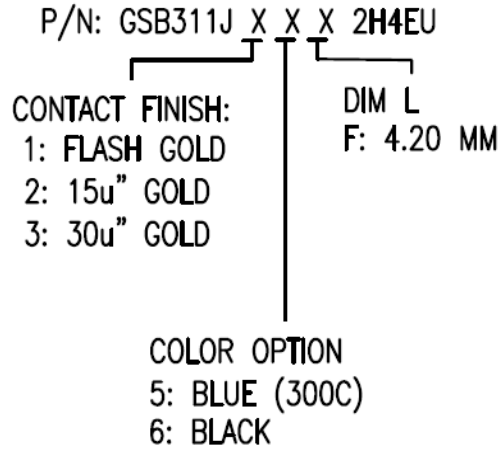 P/N: GSB311J X X X 2H4EU
CONTACT FINISH:
1: FLASH GOLD
2: 15u" GOLD
3: 30u" GOLD
DIM L
F: 4.20 MM
COLOR OPTION
5: BLUE (300C)
6: BLACK